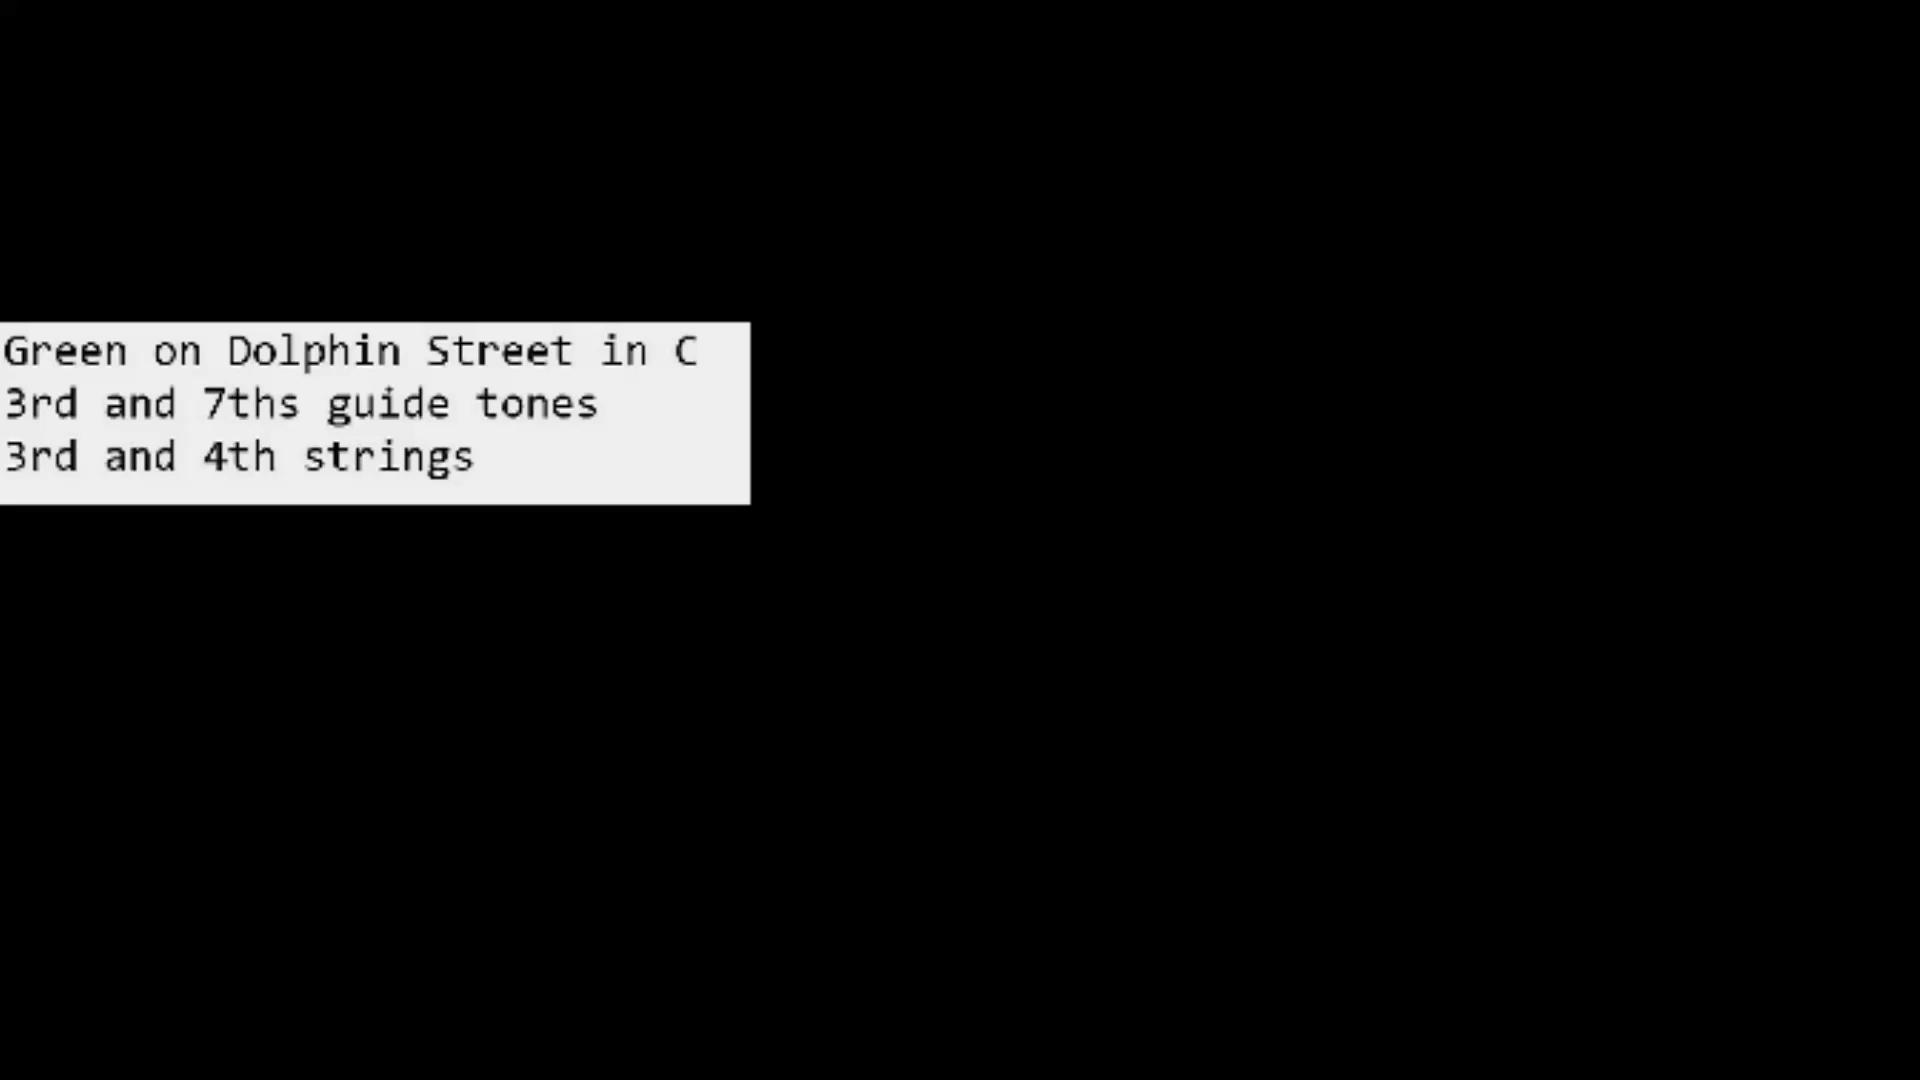 Green on Dolphin Street in C
3rd and 7ths guide tones
3rd and 4th strings